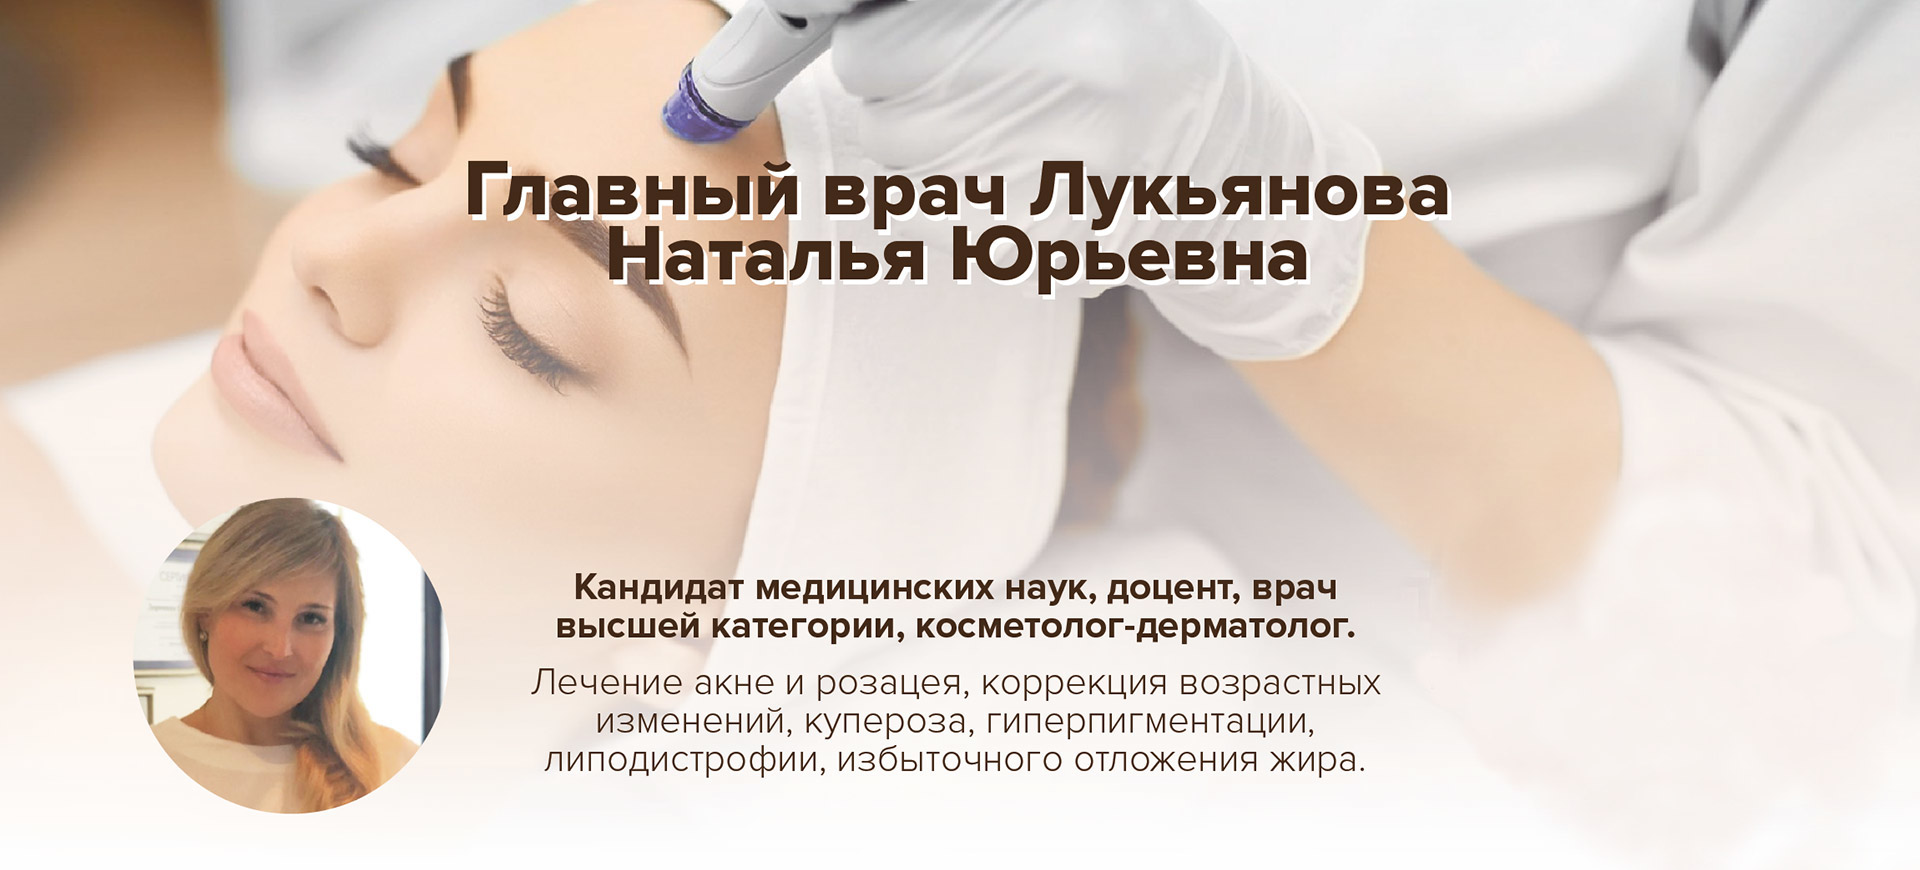 Главный врач Лукьянова
Наталья Юрьевна
Кандидат медицинских наук, доцент, врач
высшей категории, косметолог-дерматолог.
Лечение акне и розацея, коррекция возрастных
изменений, купероза, гиперпигментации,
липодистрофии, избыточного отложения жира.